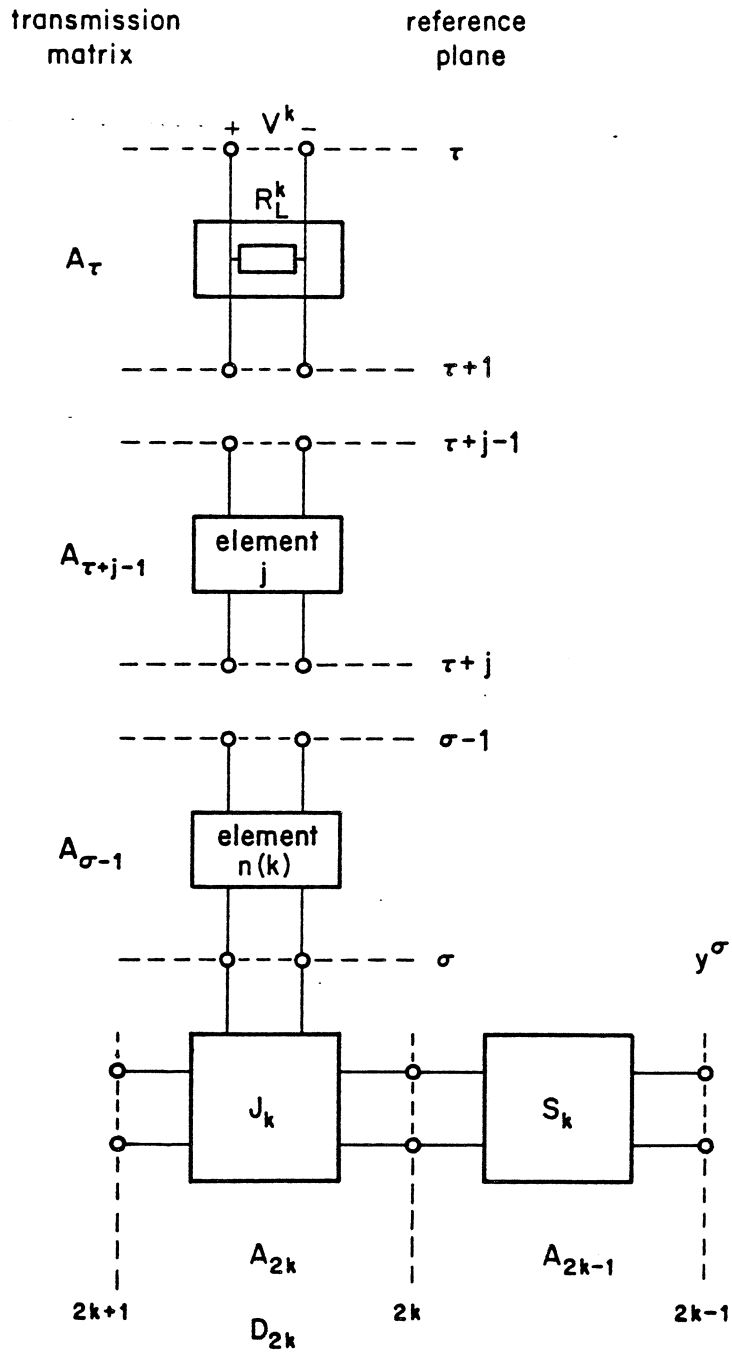 transmission matrix
reference plane
+ V^k −
τ
R_L^k
A_τ
τ+1
τ+j−1
element j
A_τ+j−1
τ+j
σ−1
element n(k)
A_σ−1
σ
y^σ
J_k
S_k
A_2k
A_2k−1
2k+1
2k
2k−1
D_2k